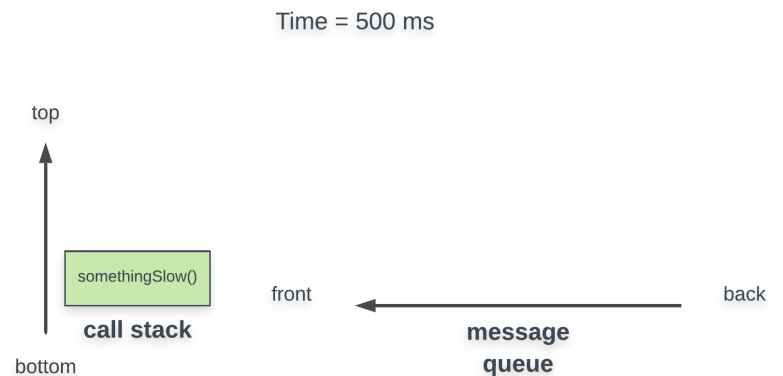 Time = 500 ms
top
somethingSlow()
front
back
call stack
message
queue
bottom